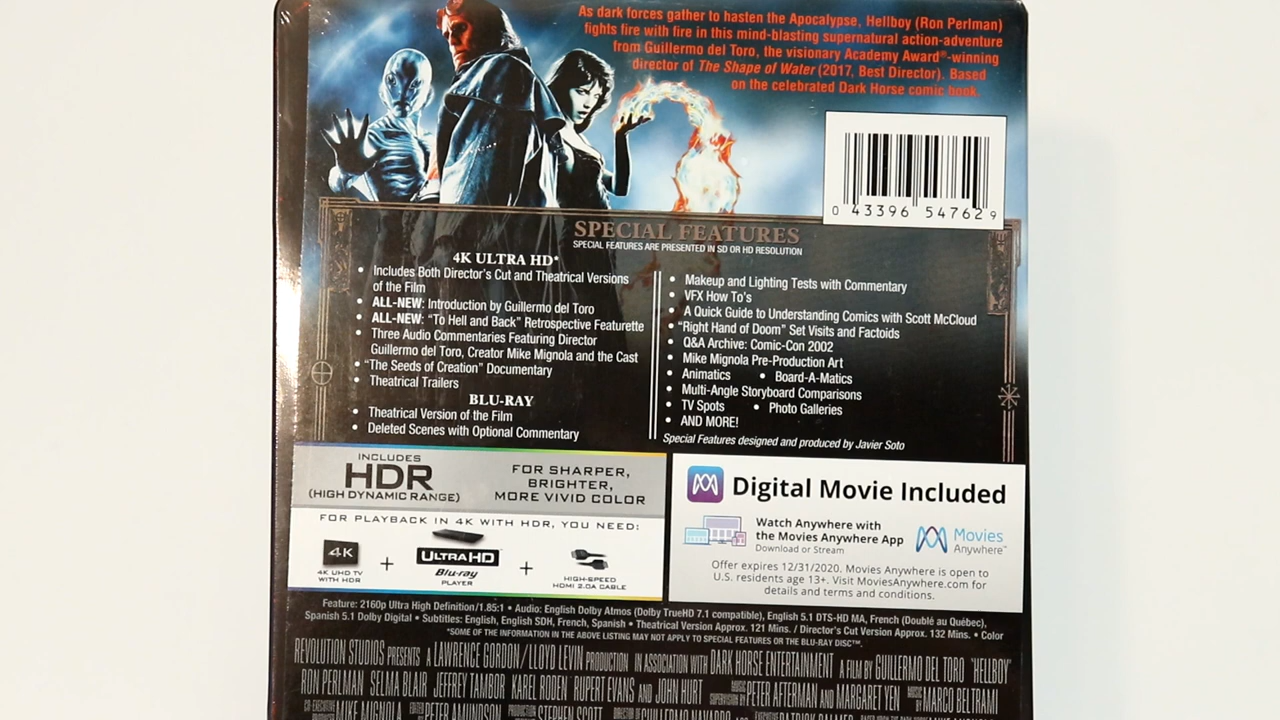 As dark forces gather to hasten the Apocalypse, Hellboy (Ron Perlman)
fights fire with fire in this mind-blasting supernatural action-adventure
from Guillermo del Toro, the visionary Academy Award®-winning
director of The Shape of Water (2017, Best Director). Based
on the celebrated Dark Horse comic book.
0 43396 54762 9
SPECIAL FEATURES
SPECIAL FEATURES ARE PRESENTED IN SD OR HD RESOLUTION
4K ULTRA HD*
• Includes Both Director's Cut and Theatrical Versions
of the Film
• ALL-NEW: Introduction by Guillermo del Toro
• ALL-NEW: "To Hell and Back" Retrospective Featurette
• Three Audio Commentaries Featuring Director
Guillermo del Toro, Creator Mike Mignola and the Cast
• "The Seeds of Creation" Documentary
• Theatrical Trailers
BLU-RAY
• Theatrical Version of the Film
• Deleted Scenes with Optional Commentary
• Makeup and Lighting Tests with Commentary
• VFX How To's
• A Quick Guide to Understanding Comics with Scott McCloud
• "Right Hand of Doom" Set Visits and Factoids
• Q&A Archive: Comic-Con 2002
• Mike Mignola Pre-Production Art
• Animatics • Board-A-Matics
• Multi-Angle Storyboard Comparisons
• TV Spots • Photo Galleries
• AND MORE!
Special Features designed and produced by Javier Soto
INCLUDES
HDR
(HIGH DYNAMIC RANGE)
FOR SHARPER,
BRIGHTER,
MORE VIVID COLOR
FOR PLAYBACK IN 4K WITH HDR, YOU NEED:
4K
4K UHD TV
WITH HDR
+
ULTRA HD
Blu-ray
PLAYER
+
HIGH-SPEED
HDMI 2.0A CABLE
Digital Movie Included
Watch Anywhere with
the Movies Anywhere App
Download or Stream
Movies
Anywhere™
Offer expires 12/31/2020. Movies Anywhere is open to
U.S. residents age 13+. Visit MoviesAnywhere.com for
details and terms and conditions.
Feature: 2160p Ultra High Definition/1.85:1 • Audio: English Dolby Atmos (Dolby TrueHD 7.1 compatible), English 5.1 DTS-HD MA, French (Doublé au Québec),
Spanish 5.1 Dolby Digital • Subtitles: English, English SDH, French, Spanish • Theatrical Version Approx. 121 Mins. / Director's Cut Version Approx. 132 Mins. • Color
*SOME OF THE INFORMATION IN THE ABOVE LISTING MAY NOT APPLY TO SPECIAL FEATURES OR THE BLU-RAY DISC™.
REVOLUTION STUDIOS PRESENTS A LAWRENCE GORDON/LLOYD LEVIN PRODUCTION IN ASSOCIATION WITH DARK HORSE ENTERTAINMENT A FILM BY GUILLERMO DEL TORO "HELLBOY"
RON PERLMAN SELMA BLAIR JEFFREY TAMBOR KAREL RODEN RUPERT EVANS AND JOHN HURT MUSIC SUPERVISION BY PETER AFTERMAN AND MARGARET YEN MUSIC BY MARCO BELTRAMI
MIKE MIGNOLA EDITED BY PETER AMUNDSON STEPHEN SCOTT GUILLERMO NAVARRO PATRICK PALMER